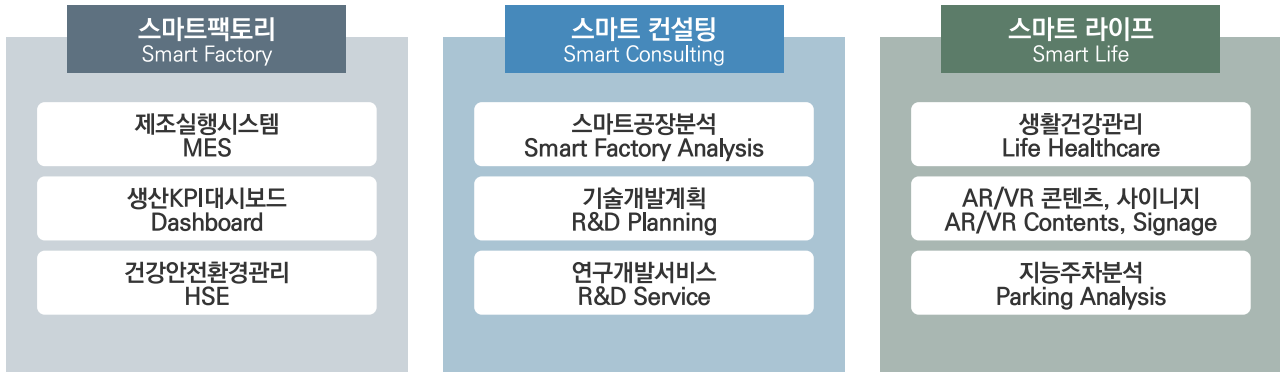 스마트팩토리
Smart Factory
제조실행시스템
MES
생산KPI대시보드
Dashboard
건강안전환경관리
HSE
스마트 컨설팅
Smart Consulting
스마트공장분석
Smart Factory Analysis
기술개발계획
R&D Planning
연구개발서비스
R&D Service
스마트 라이프
Smart Life
생활건강관리
Life Healthcare
AR/VR 콘텐츠, 사이니지
AR/VR Contents, Signage
지능주차분석
Parking Analysis